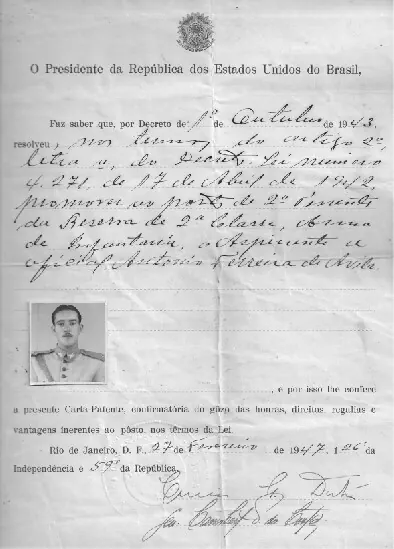 O Presidente da República dos Estados Unidos do Brasil,
Faz saber que, por Decreto de 1º de Outubro de 1943,
resolveu, nos termos do artigo 2º,
letra a, do Decreto-Lei numero
4.271, de 17 de Abril de 1942,
promover ao posto de 2º Tenente
da Reserva de 2ª Classe, Arma
de Infantaria, o Aspirante a
oficial Antonio Ferreira de Avila
, e por isso lhe confere
a presente Carta-Patente, confirmatória do gôzo das honras, direitos, regalias e
vantagens inerentes ao pôsto, nos têrmos da Lei.
Rio de Janeiro, D. F., 27 de Fevereiro de 1947, 126º da
Independência e 59º da República.